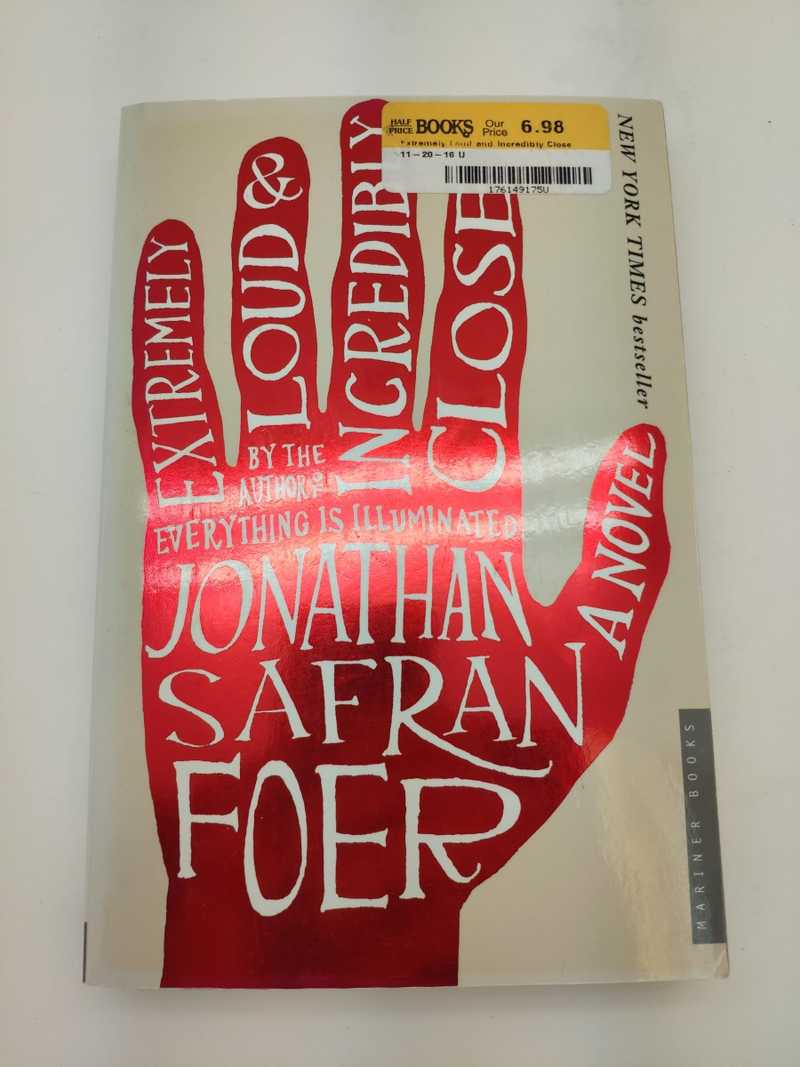 HALF PRICE BOOKS Our Price 6.98
Extremely Loud and Incredibly Close
11-20-16 U
176149175U
NEW YORK TIMES bestseller
EXTREMELY
LOUD &
INCREDIBLY
CLOSE
BY THE
AUTHOR OF
EVERYTHING IS ILLUMINATED
JONATHAN
SAFRAN
FOER
A NOVEL
MARINER BOOKS